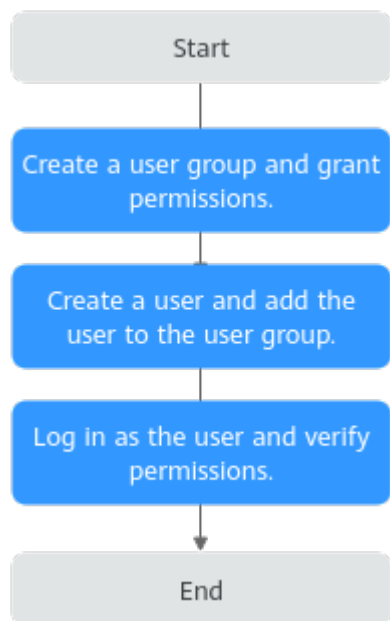 Start
Create a user group and grant
permissions.
Create a user and add the
user to the user group.
Log in as the user and verify
permissions.
End